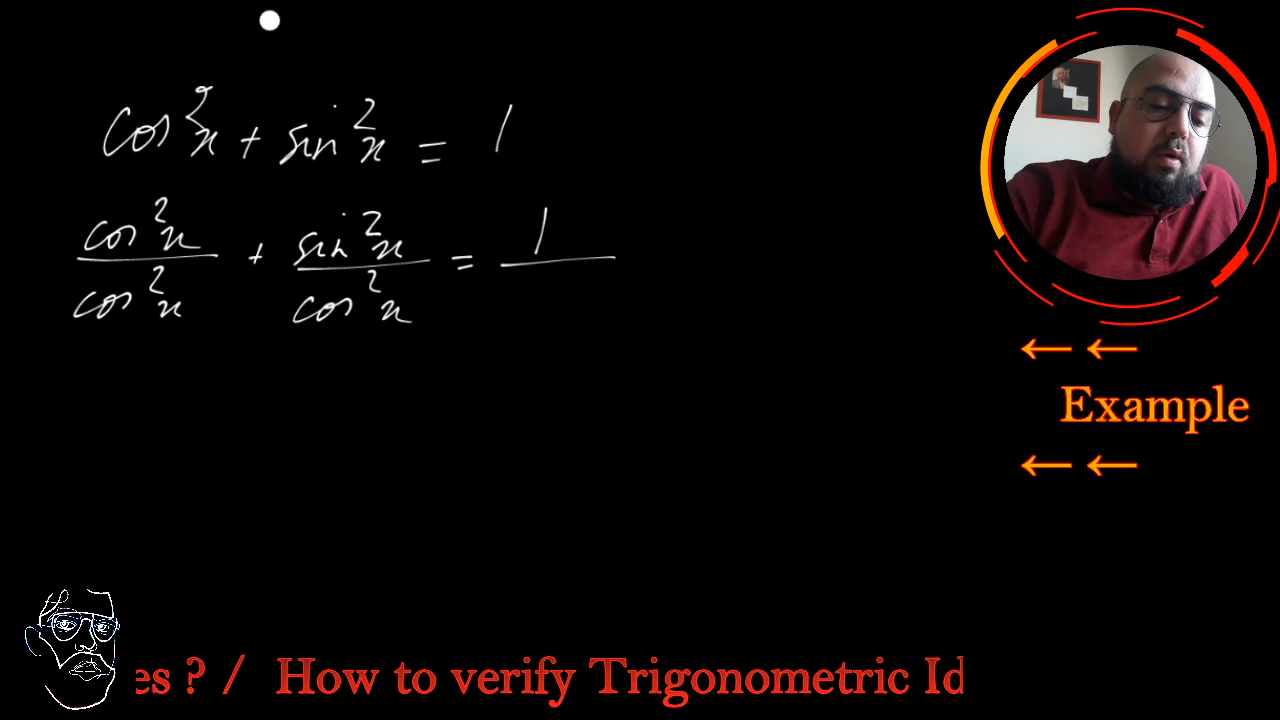 cos²x + sin²x = 1
cos²x/cos²x + sin²x/cos²x = 1/
← ←
Example
← ←
es ? / How to verify Trigonometric Id